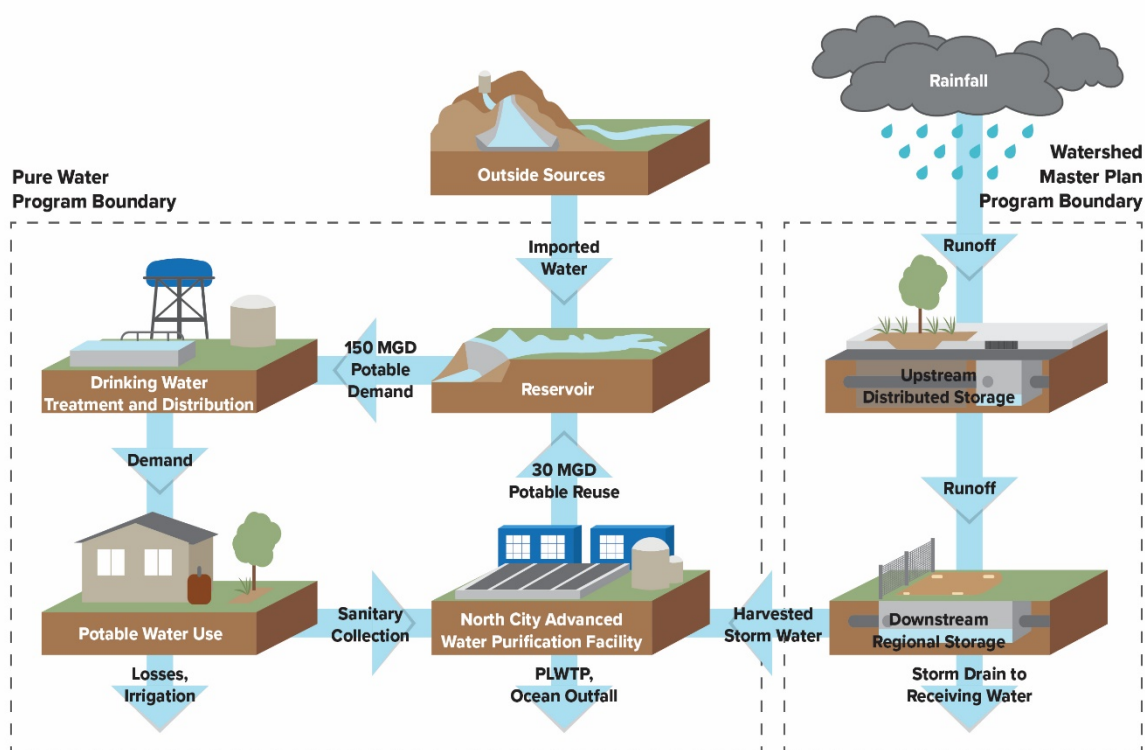 Rainfall
Outside Sources
Pure Water
Program Boundary
Watershed
Master Plan
Program Boundary
Imported
Water
Runoff
150 MGD
Potable
Demand
Drinking Water
Treatment and Distribution
Reservoir
Upstream
Distributed Storage
Demand
30 MGD
Potable Reuse
Runoff
Potable Water Use
Sanitary
Collection
North City Advanced
Water Purification Facility
Harvested
Storm Water
Downstream
Regional Storage
Losses,
Irrigation
PLWTP,
Ocean Outfall
Storm Drain to
Receiving Water